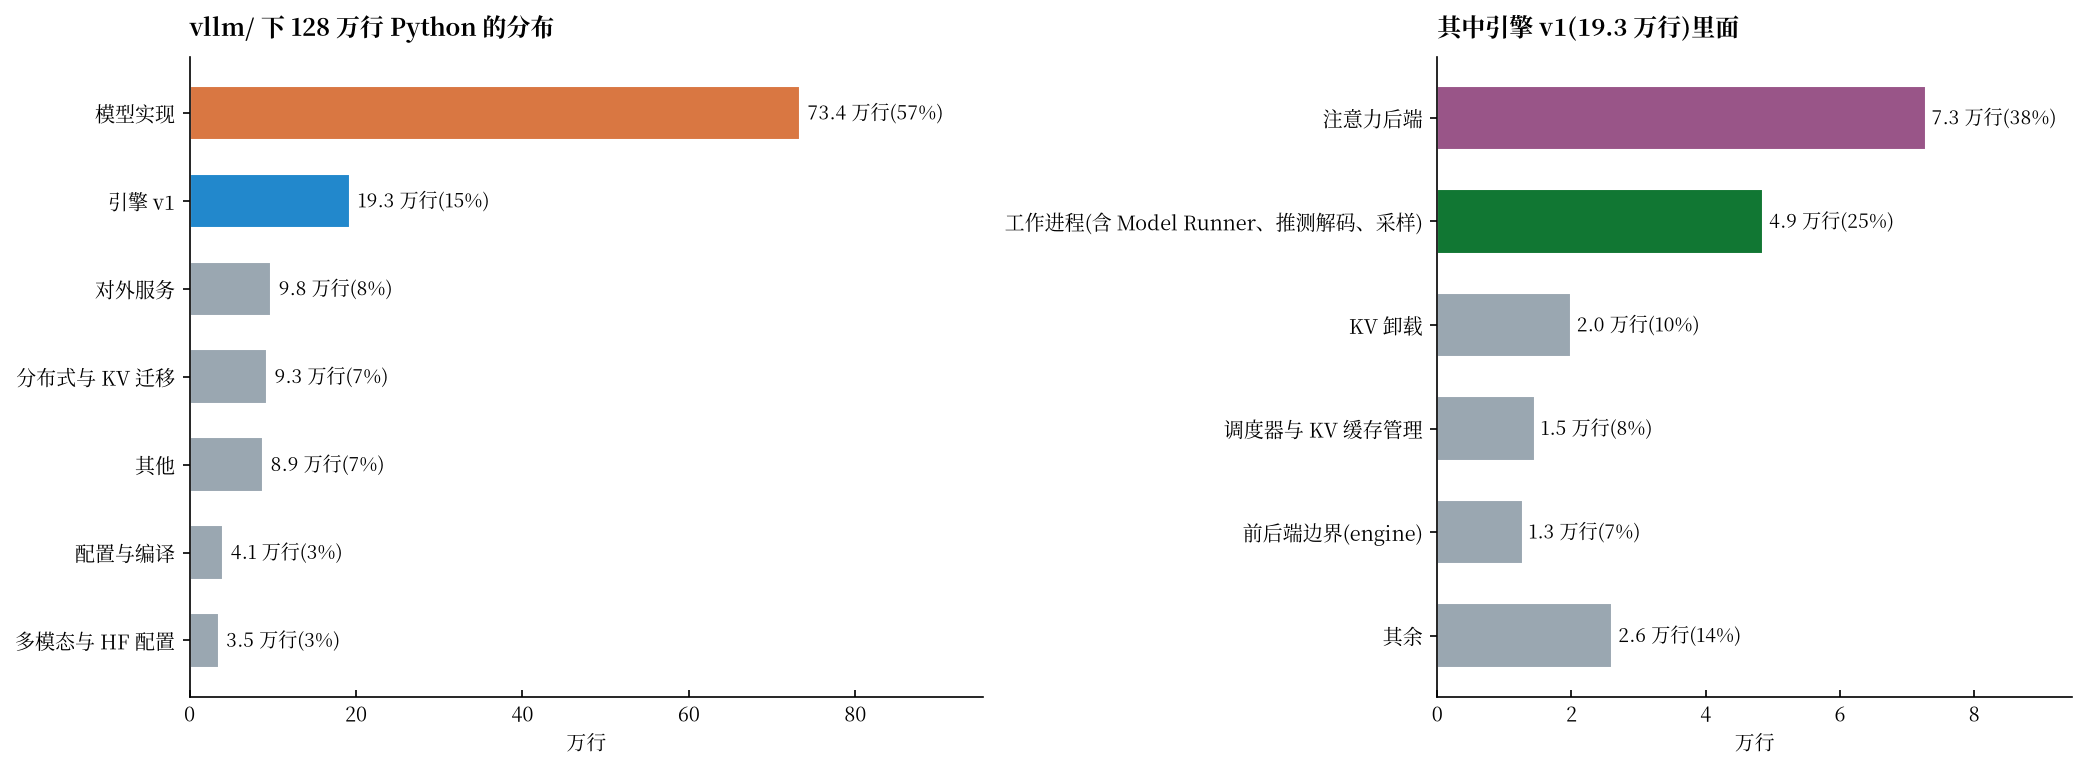 vllm/ 下 128 万行 Python 的分布
模型实现
73.4 万行(57%)
引擎 v1
19.3 万行(15%)
对外服务
9.8 万行(8%)
分布式与 KV 迁移
9.3 万行(7%)
其他
8.9 万行(7%)
配置与编译
4.1 万行(3%)
多模态与 HF 配置
3.5 万行(3%)
0 20 40 60 80
万行
其中引擎 v1(19.3 万行)里面
注意力后端
7.3 万行(38%)
工作进程(含 Model Runner、推测解码、采样)
4.9 万行(25%)
KV 卸载
2.0 万行(10%)
调度器与 KV 缓存管理
1.5 万行(8%)
前后端边界(engine)
1.3 万行(7%)
其余
2.6 万行(14%)
0 2 4 6 8
万行